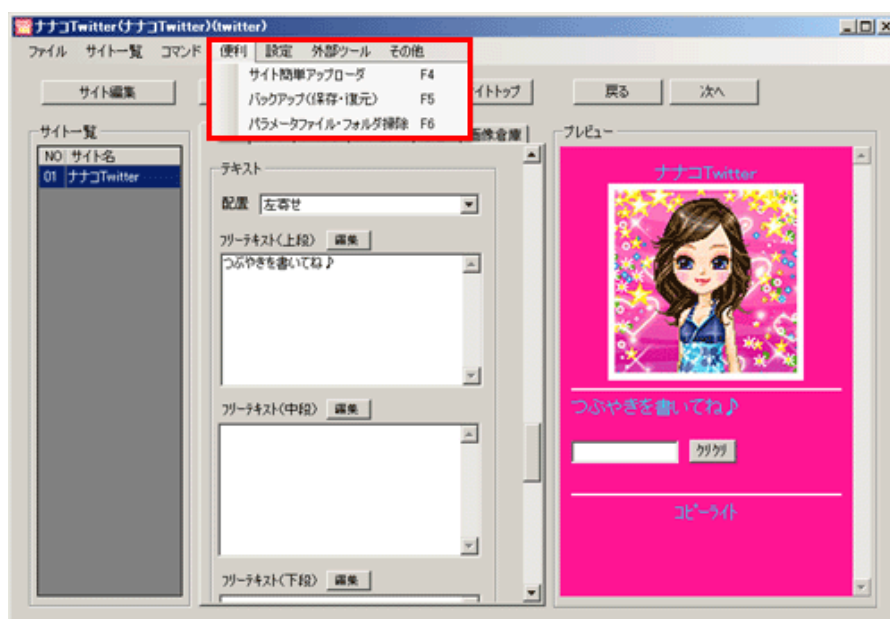 ナナコTwitter(ナナコTwitter)(twitter)
ファイル サイト一覧 コマンド 便利 設定 外部ツール その他
サイト簡単アップローダ F4
バックアップ(保存・復元) F5
パラメータファイル・フォルダ掃除 F6
サイト編集
イトトップ
戻る
次へ
サイト一覧
NO サイト名
01 ナナコTwitter
画像倉庫
テキスト
配置 左寄せ
フリーテキスト(上段) 編集
つぶやきを書いてね♪
フリーテキスト(中段) 編集
フリーテキスト(下段) 編集
プレビュー
ナナコTwitter
つぶやきを書いてね♪
クリクリ
コピーライト